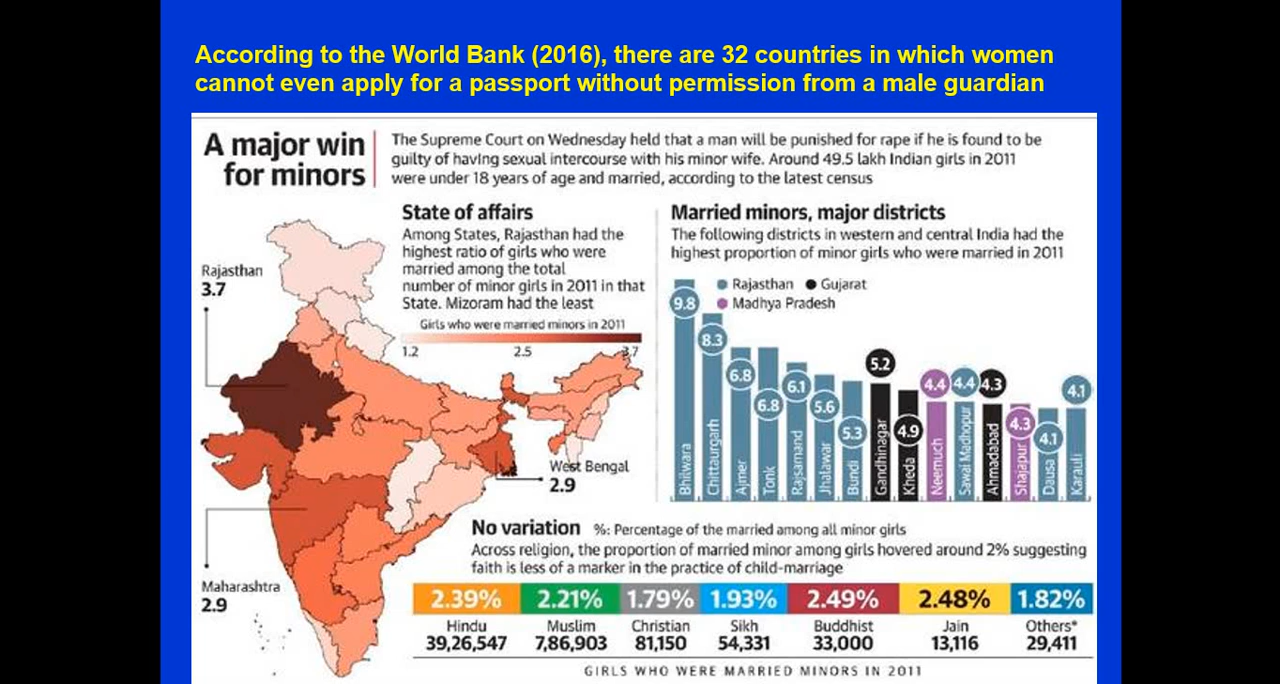 According to the World Bank (2016), there are 32 countries in which women
cannot even apply for a passport without permission from a male guardian
A major win
for minors
The Supreme Court on Wednesday held that a man will be punished for rape if he is found to be
guilty of having sexual intercourse with his minor wife. Around 49.5 lakh Indian girls in 2011
were under 18 years of age and married, according to the latest census
State of affairs
Among States, Rajasthan had the
highest ratio of girls who were
married among the total
number of minor girls in 2011 in that
State. Mizoram had the least
Girls who were married minors in 2011
1.2 2.5 3.7
Rajasthan
3.7
West Bengal
2.9
Maharashtra
2.9
Married minors, major districts
The following districts in western and central India had the
highest proportion of minor girls who were married in 2011
Rajasthan Gujarat
Madhya Pradesh
9.8 8.3 6.8 6.8 6.1 5.6 5.3 5.2 4.9 4.4 4.4 4.3 4.3 4.1 4.1
Bhilwara Chittaurgarh Ajmer Tonk Rajsamand Jhalawar Bundi Gandhinagar Kheda Neemuch Sawai Madhopur Ahmadabad Shajapur Dausa Karauli
No variation %: Percentage of the married among all minor girls
Across religion, the proportion of married minor among girls hovered around 2% suggesting
faith is less of a marker in the practice of child-marriage
2.39% 2.21% 1.79% 1.93% 2.49% 2.48% 1.82%
Hindu Muslim Christian Sikh Buddhist Jain Others*
39,26,547 7,86,903 81,150 54,331 33,000 13,116 29,411
GIRLS WHO WERE MARRIED MINORS IN 2011